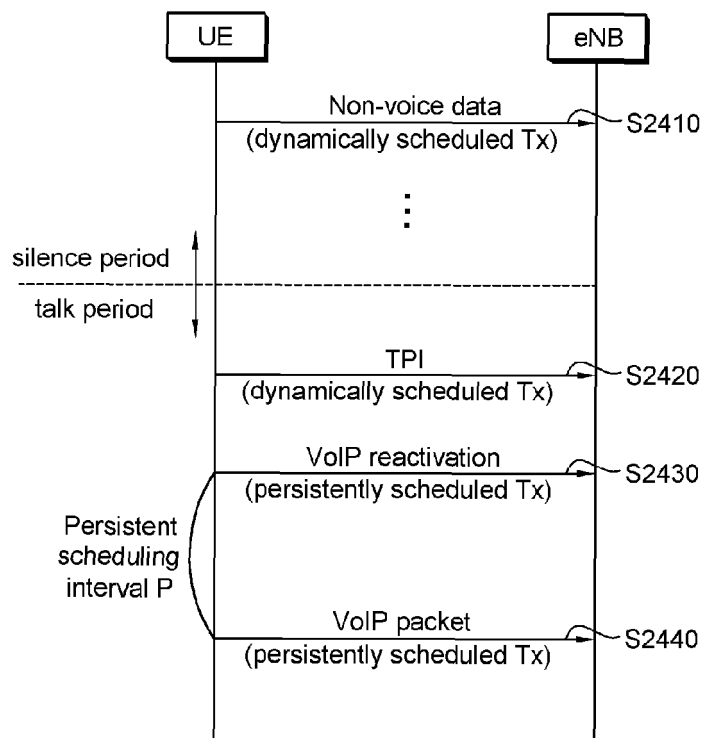 UE
eNB
Non-voice data
(dynamically scheduled Tx)
S2410
silence period
talk period
TPI
(dynamically scheduled Tx)
S2420
VoIP reactivation
(persistently scheduled Tx)
S2430
Persistent
scheduling
interval P
VoIP packet
(persistently scheduled Tx)
S2440